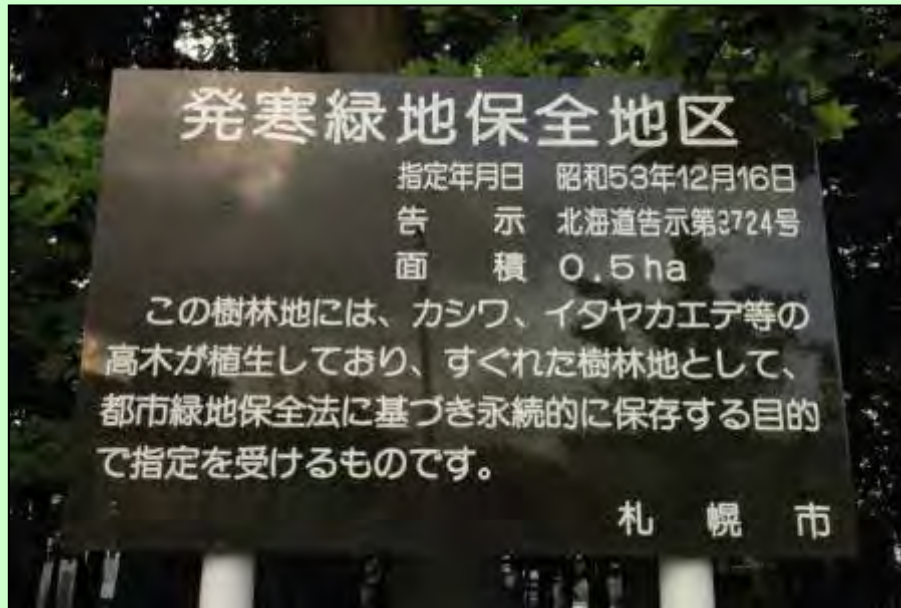 発寒緑地保全地区
指定年月日 昭和53年12月16日
告示 北海道告示第3724号
面積 0.5ha
この樹林地には、カシワ、イタヤカエデ等の
高木が植生しており、すぐれた樹林地として、
都市緑地保全法に基づき永続的に保存する目的
で指定を受けるものです。
札幌市